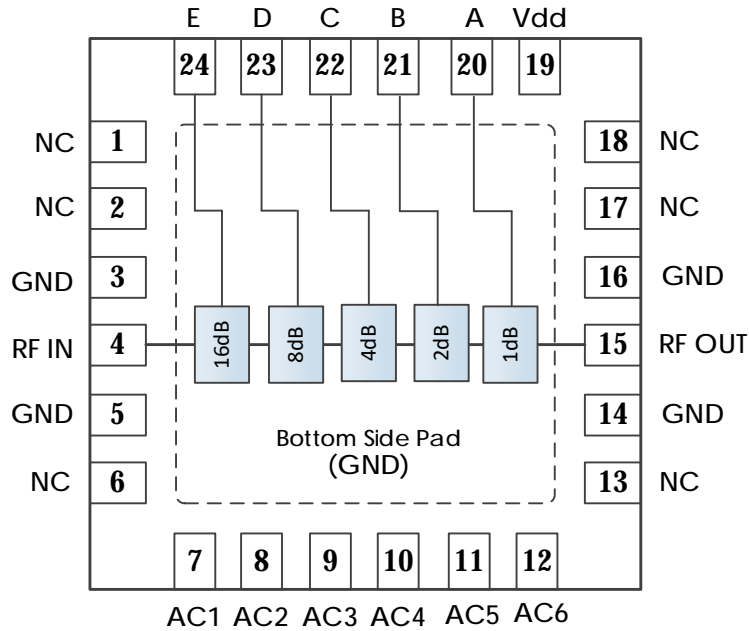 E D C B A Vdd
24 23 22 21 20 19
NC 1 18 NC
NC 2 17 NC
GND 3 16 GND
RF IN 4 16dB 8dB 4dB 2dB 1dB 15 RF OUT
GND 5 14 GND
Bottom Side Pad
(GND)
NC 6 13 NC
7 8 9 10 11 12
AC1 AC2 AC3 AC4 AC5 AC6